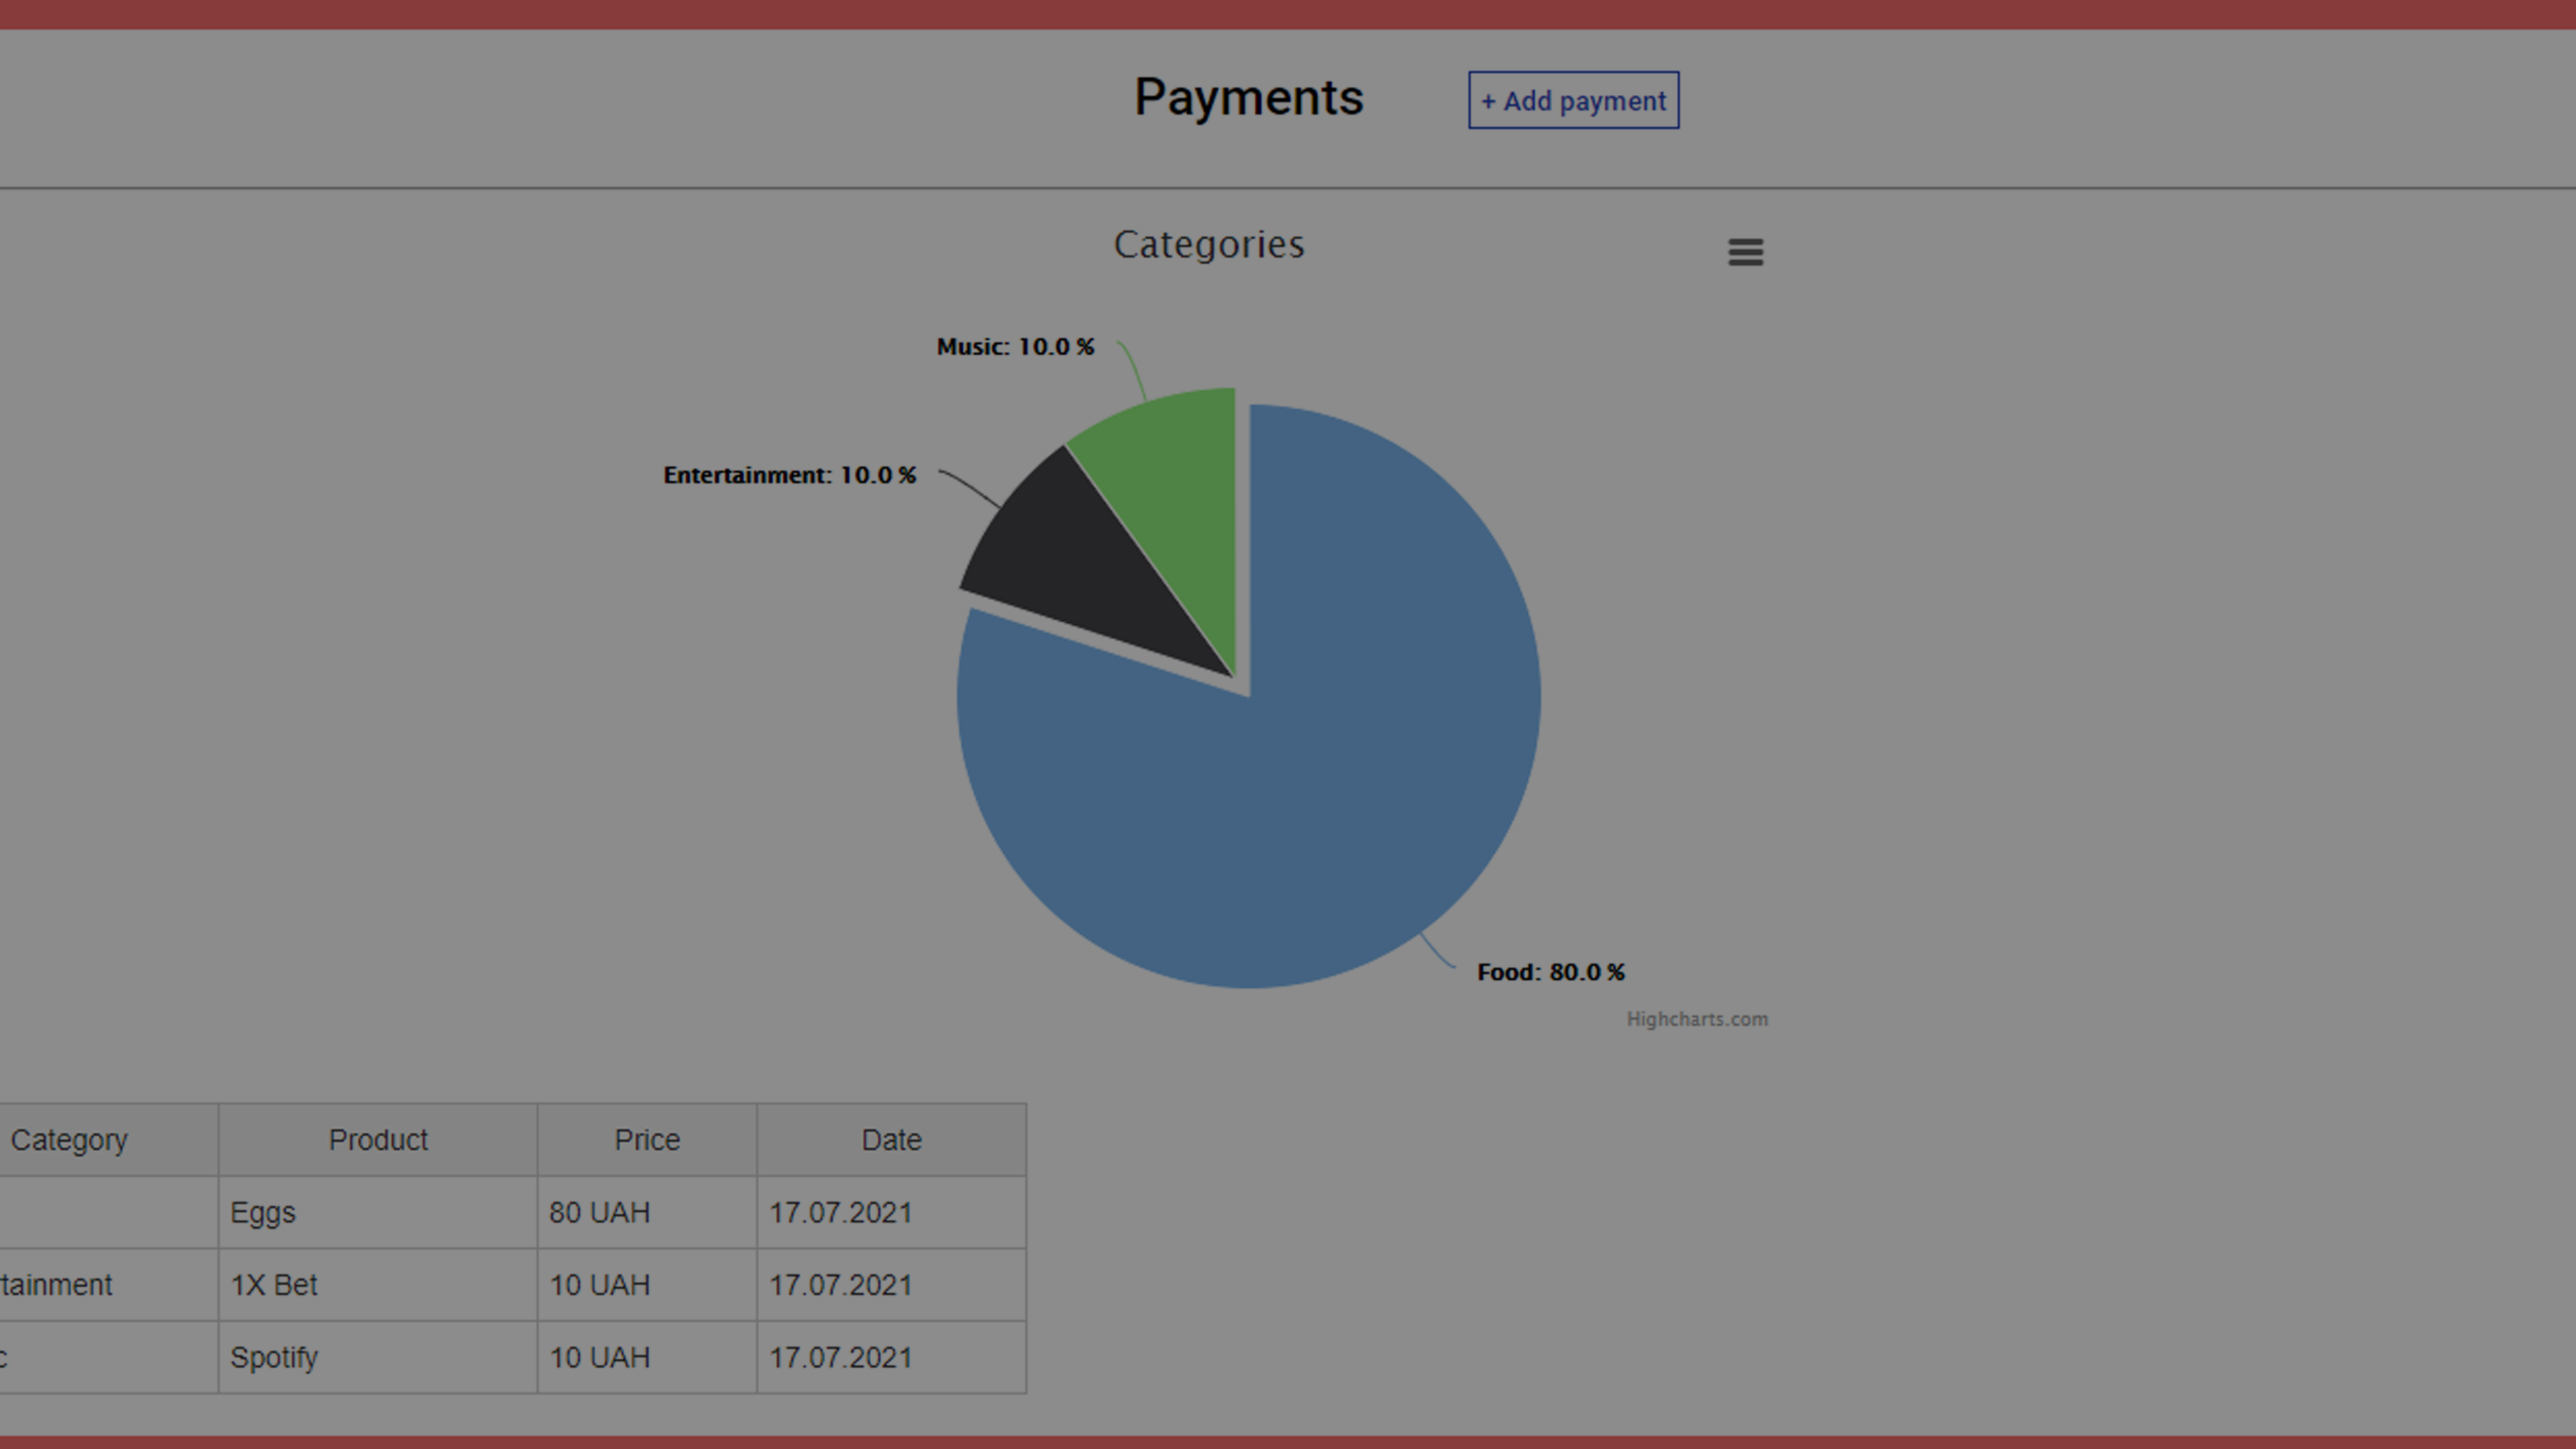 Payments
+ Add payment
Categories
Music: 10.0 %
Entertainment: 10.0 %
Food: 80.0 %
Highcharts.com
Category Product Price Date
Eggs 80 UAH 17.07.2021
tainment 1X Bet 10 UAH 17.07.2021
c Spotify 10 UAH 17.07.2021